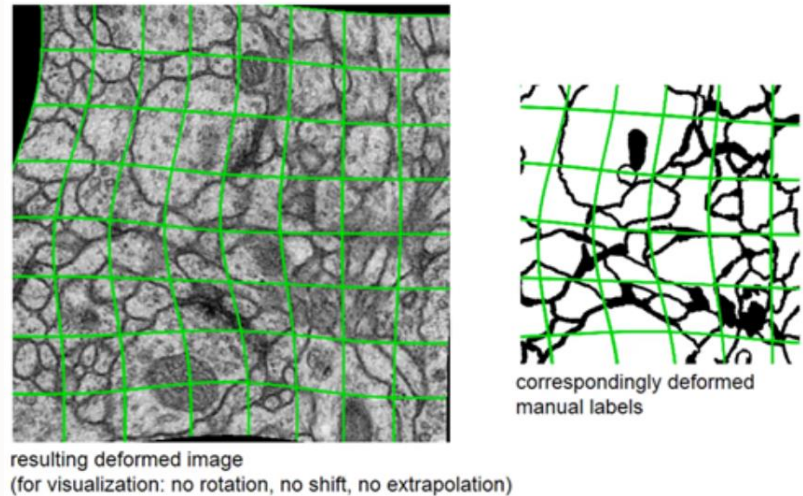 correspondingly deformed
manual labels
resulting deformed image
(for visualization: no rotation, no shift, no extrapolation)